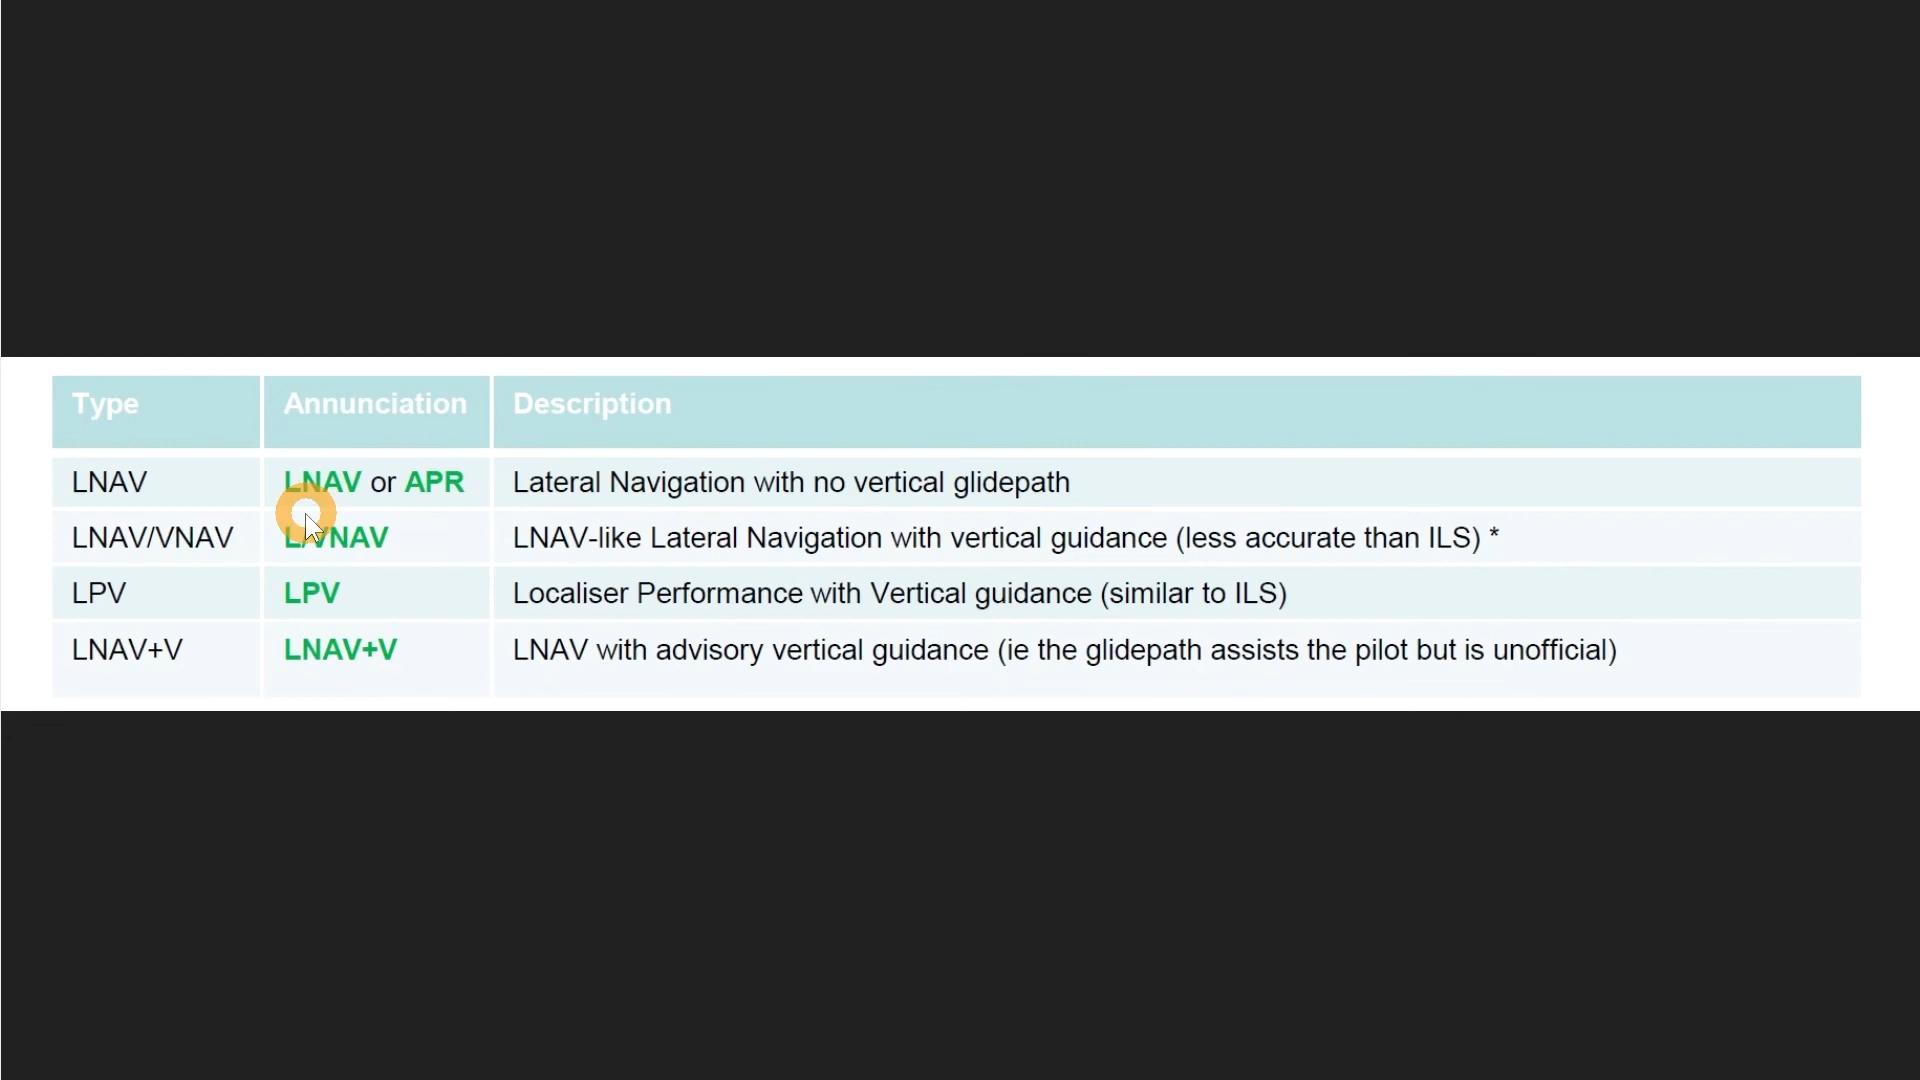 Type Annunciation Description
LNAV LNAV or APR Lateral Navigation with no vertical glidepath
LNAV/VNAV L/VNAV LNAV-like Lateral Navigation with vertical guidance (less accurate than ILS) *
LPV LPV Localiser Performance with Vertical guidance (similar to ILS)
LNAV+V LNAV+V LNAV with advisory vertical guidance (ie the glidepath assists the pilot but is unofficial)